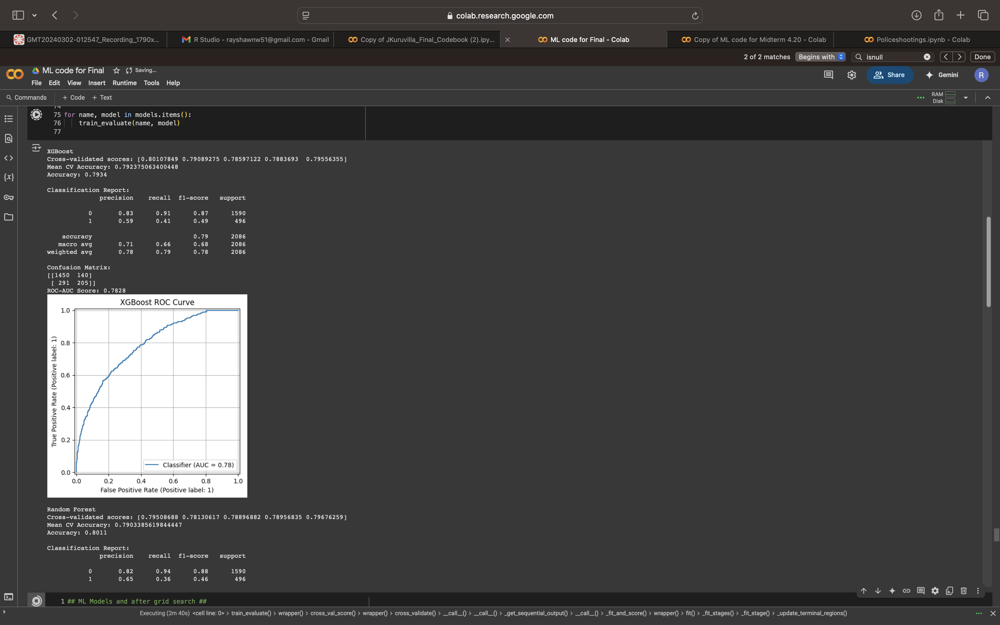 colab.research.google.com
GMT20240302-012547_Recording_1790x...
R Studio - rayshawnw51@gmail.com - Gmail
Copy of JKuruvilla_Final_Codebook (2).ipy...
ML code for Final - Colab
Copy of ML code for Midterm 4.20 - Colab
Policeshootings.ipynb - Colab
2 of 2 matches
Begins with
isnull
Done
ML code for Final
Saving...
Share
Gemini
R
File Edit View Insert Runtime Tools Help
Commands + Code + Text
RAM
Disk
75 for name, model in models.items():
76 train_evaluate(name, model)
77
XGBoost
Cross-validated scores: [0.80107849 0.79089275 0.78597122 0.7883693 0.79556355]
Mean CV Accuracy: 0.792375063400448
Accuracy: 0.7934
Classification Report:
precision recall f1-score support
0 0.83 0.91 0.87 1590
1 0.59 0.41 0.49 496
accuracy 0.79 2086
macro avg 0.71 0.66 0.68 2086
weighted avg 0.78 0.79 0.78 2086
Confusion Matrix:
[[1450 140]
[ 291 205]]
ROC-AUC Score: 0.7828
XGBoost ROC Curve
1.0
0.8
0.6
0.4
0.2
0.0
True Positive Rate (Positive label: 1)
Classifier (AUC = 0.78)
0.0 0.2 0.4 0.6 0.8 1.0
False Positive Rate (Positive label: 1)
Random Forest
Cross-validated scores: [0.79508688 0.78130617 0.78896882 0.78956835 0.79676259]
Mean CV Accuracy: 0.7903385619844447
Accuracy: 0.8011
Classification Report:
precision recall f1-score support
0 0.82 0.94 0.88 1590
1 0.65 0.36 0.46 496
1 ## ML Models and after grid search ##
Executing (2m 40s) <cell line: 0> > train_evaluate() > wrapper() > cross_val_score() > wrapper() > cross_validate() > __call__() > __call__() > _get_sequential_output() > __call__() > _fit_and_score() > wrapper() > fit() > _fit_stages() > _fit_stage() > _update_terminal_regions()